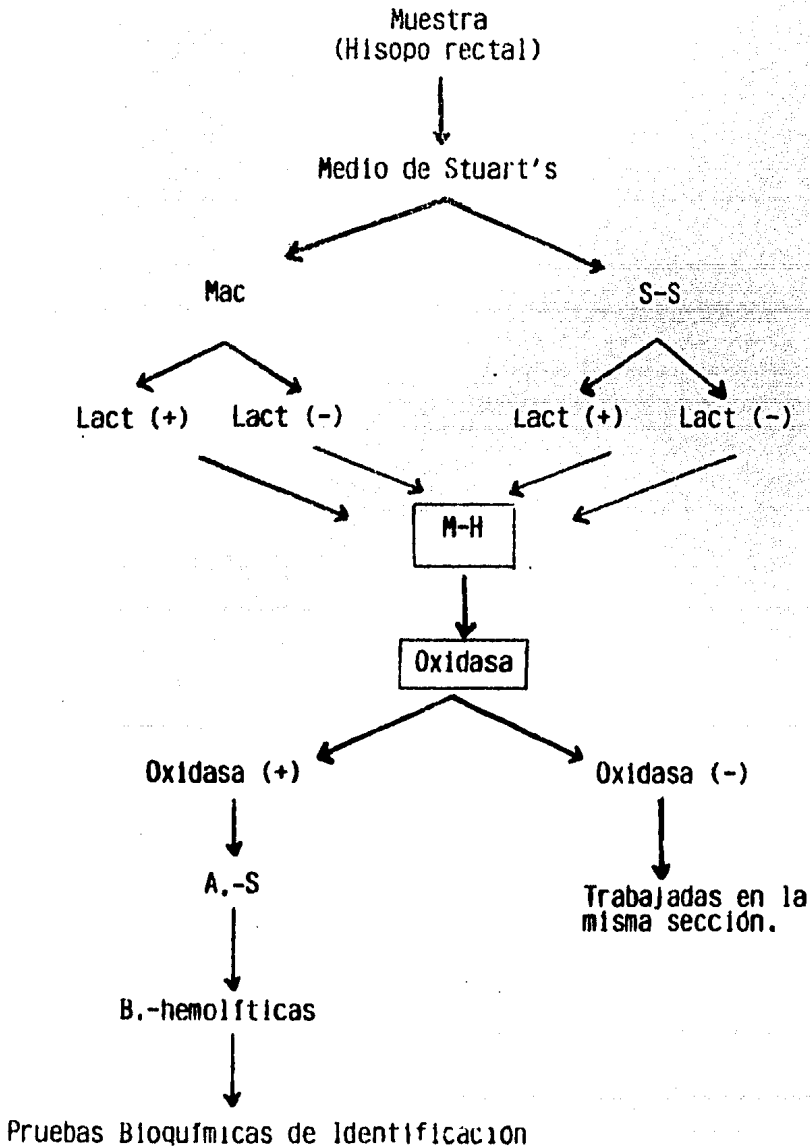 Muestra
(Hisopo rectal)
Medio de Stuart's
Mac
S-S
Lact (+) Lact (-)
Lact (+) Lact (-)
M-H
Oxidasa
Oxidasa (+)
Oxidasa (-)
A.-S
Trabajadas en la
misma sección.
B.-hemolíticas
Pruebas Bioquímicas de Identificación